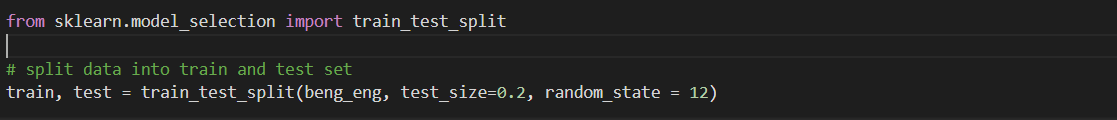 from sklearn.model_selection import train_test_split
# split data into train and test set
train, test = train_test_split(beng_eng, test_size=0.2, random_state = 12)